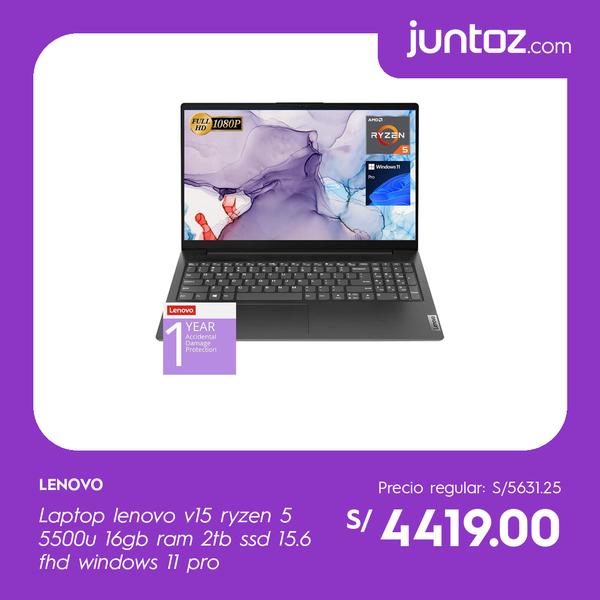 juntoz.com
FULL HD 1080P
AMD
RYZEN
5
Windows 11
Pro
Lenovo
Lenovo
1 YEAR
Accidental
Damage
Protection
LENOVO
Laptop lenovo v15 ryzen 5
5500u 16gb ram 2tb ssd 15.6
fhd windows 11 pro
Precio regular: S/5631.25
S/ 4419.00